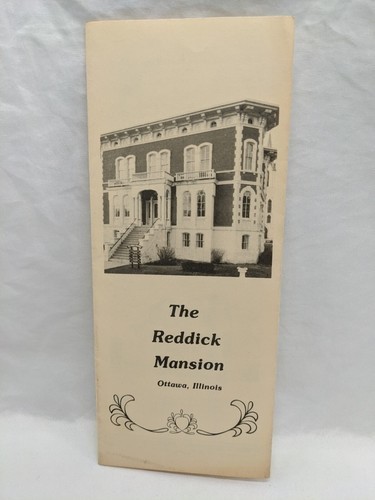 The
Reddick
Mansion
Ottawa, Illinois